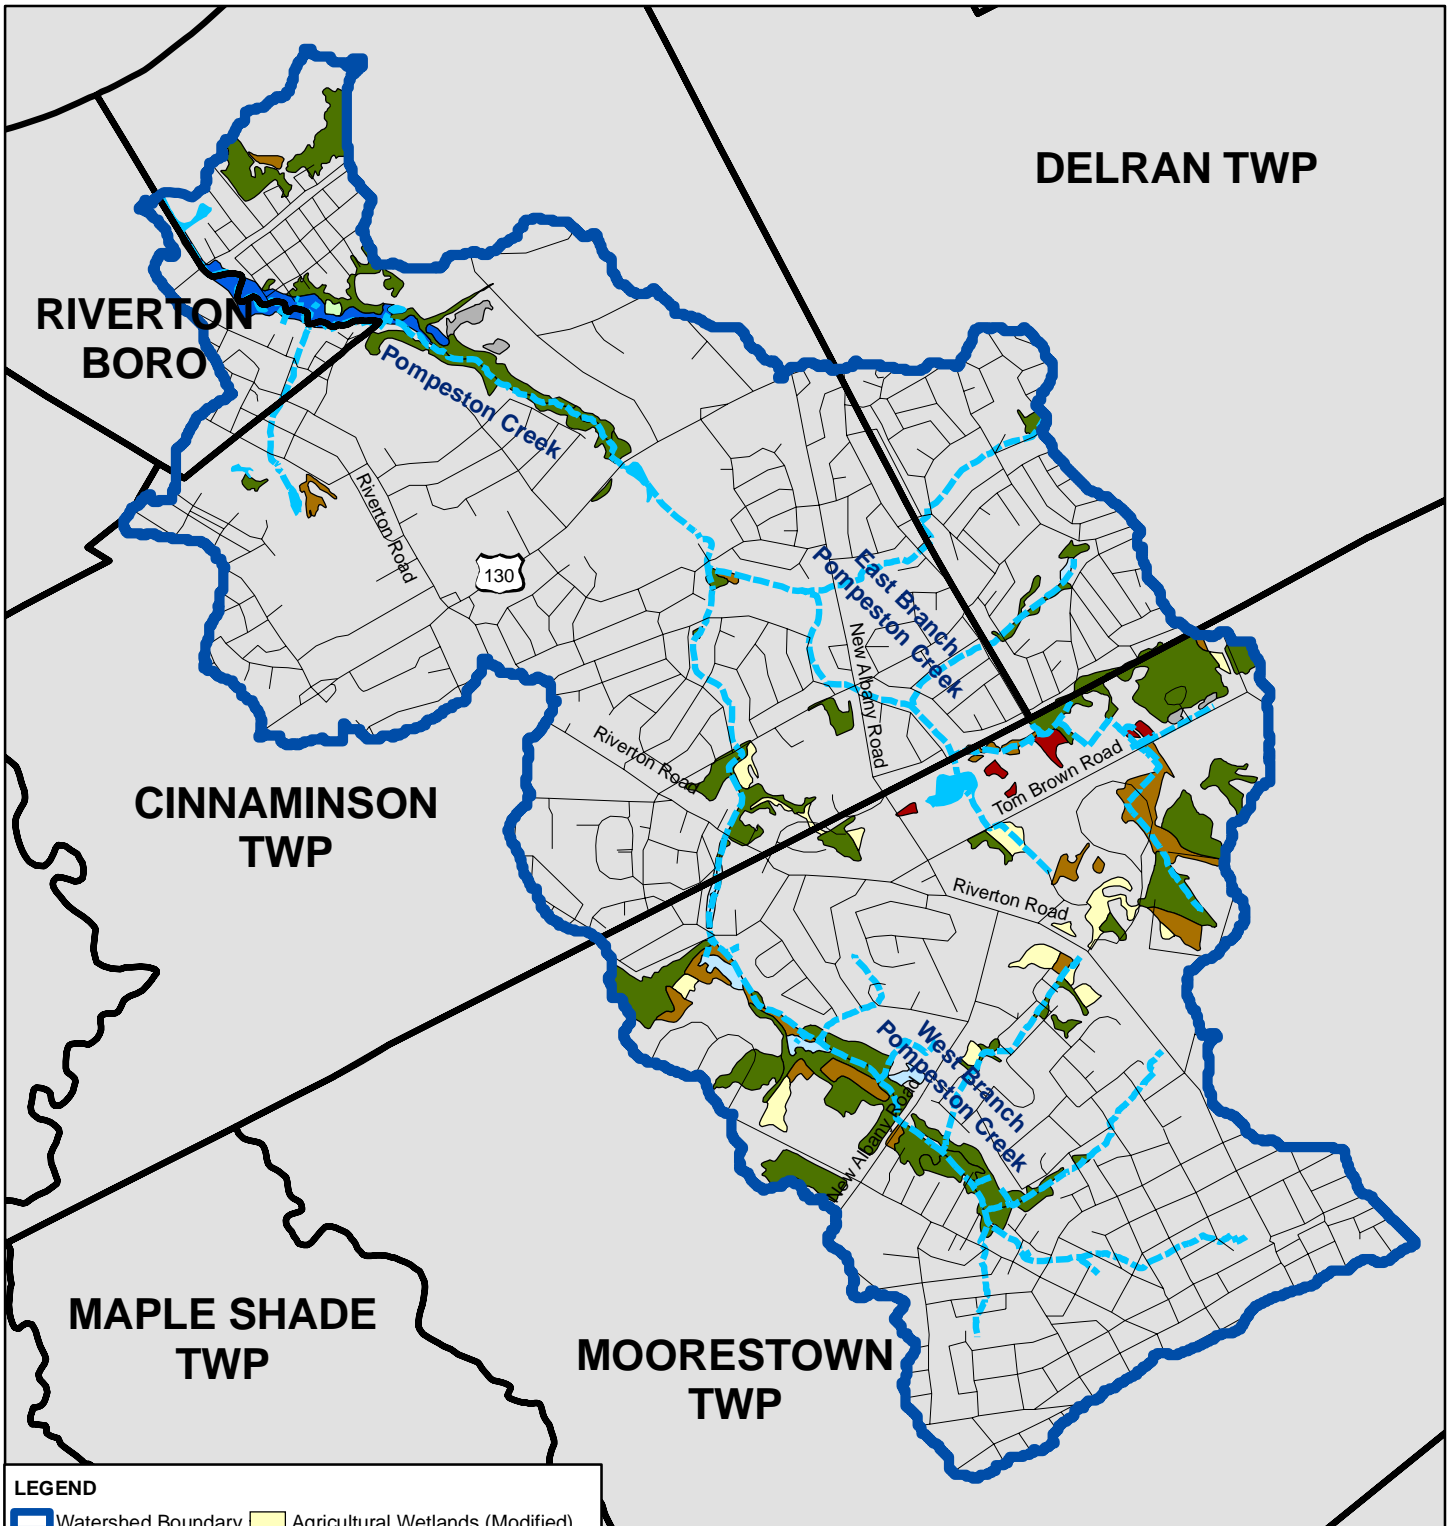 DELRAN TWP
RIVERTON
BORO
Pompeston Creek
Riverton Road
130
East Branch
Pompeston Creek
New Albany Road
Riverton Road
Tom Brown Road
CINNAMINSON
TWP
Riverton Road
West Branch
Pompeston Creek
New Albany Road
MAPLE SHADE
TWP
MOORESTOWN
TWP
LEGEND
Watershed Boundary
Agricultural Wetlands (Modified)